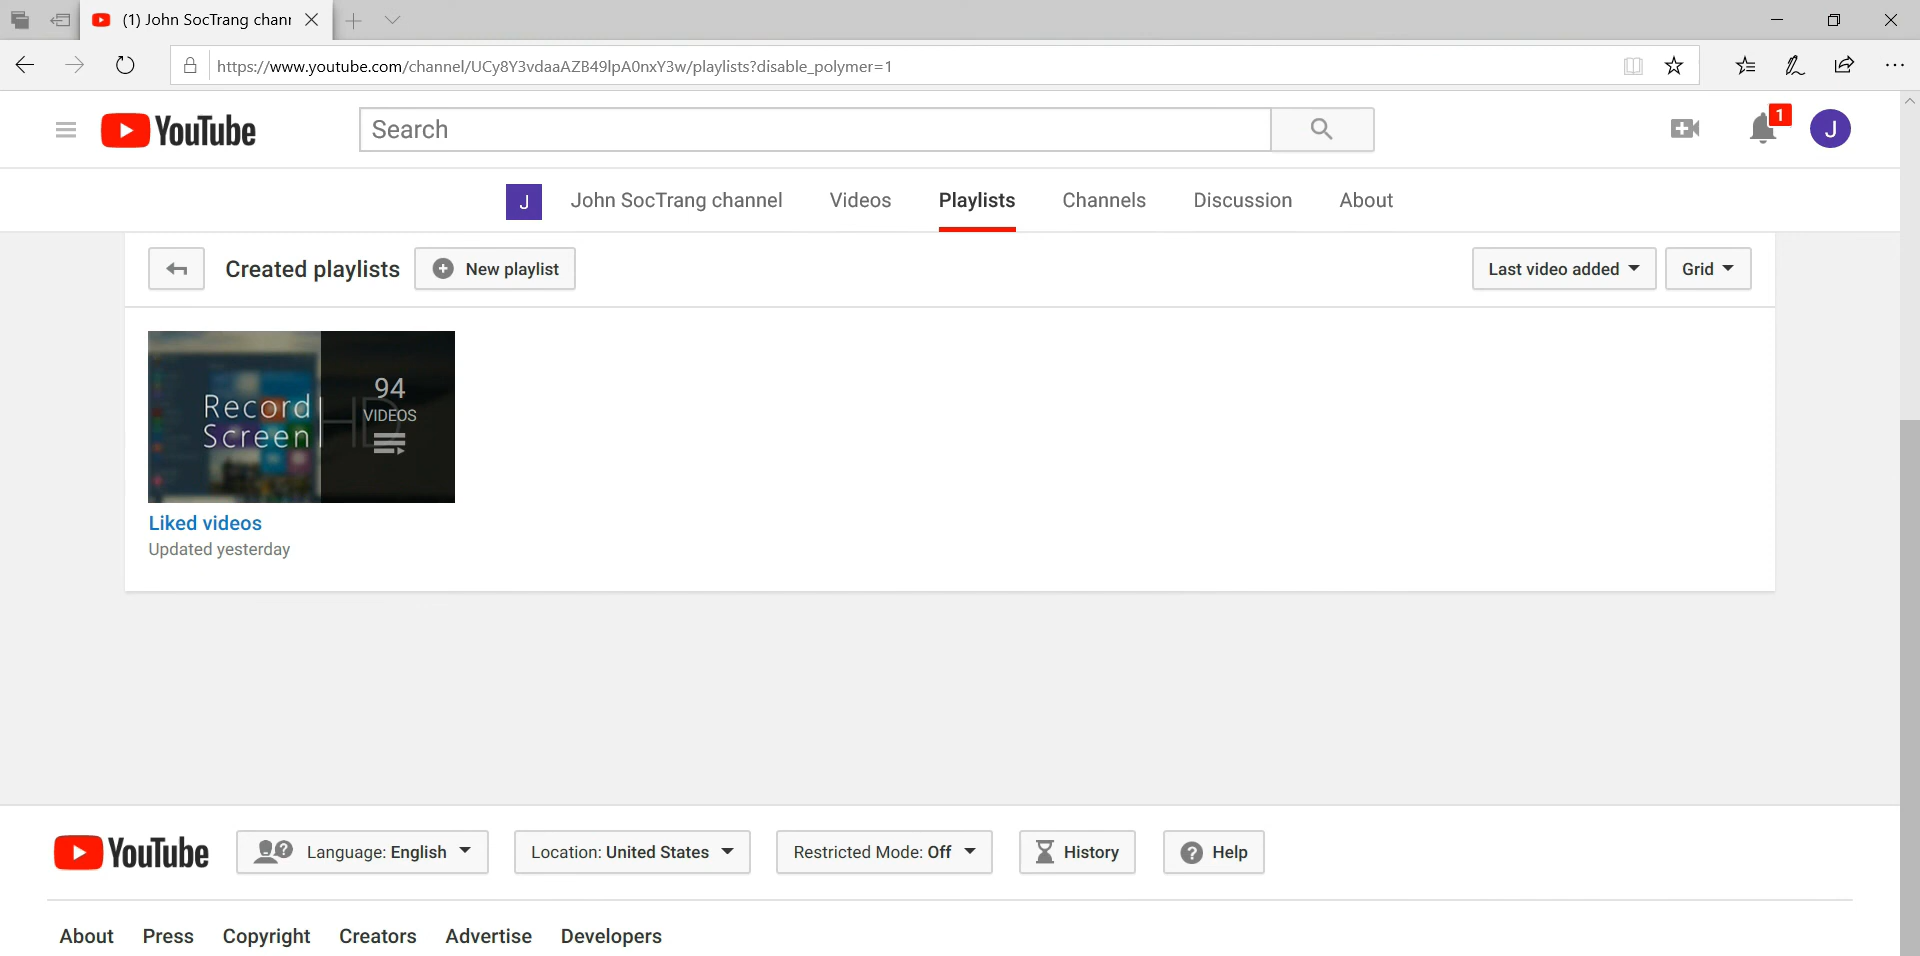 (1) John SocTrang chan
https://www.youtube.com/channel/UCy8Y3vdaaAZB49lpA0nxY3w/playlists?disable_polymer=1
YouTube
Search
1
J
J
John SocTrang channel
Videos
Playlists
Channels
Discussion
About
Created playlists
New playlist
Last video added
Grid
Record
Screen
HD
94
VIDEOS
Liked videos
Updated yesterday
YouTube
Language: English
Location: United States
Restricted Mode: Off
History
Help
About
Press
Copyright
Creators
Advertise
Developers